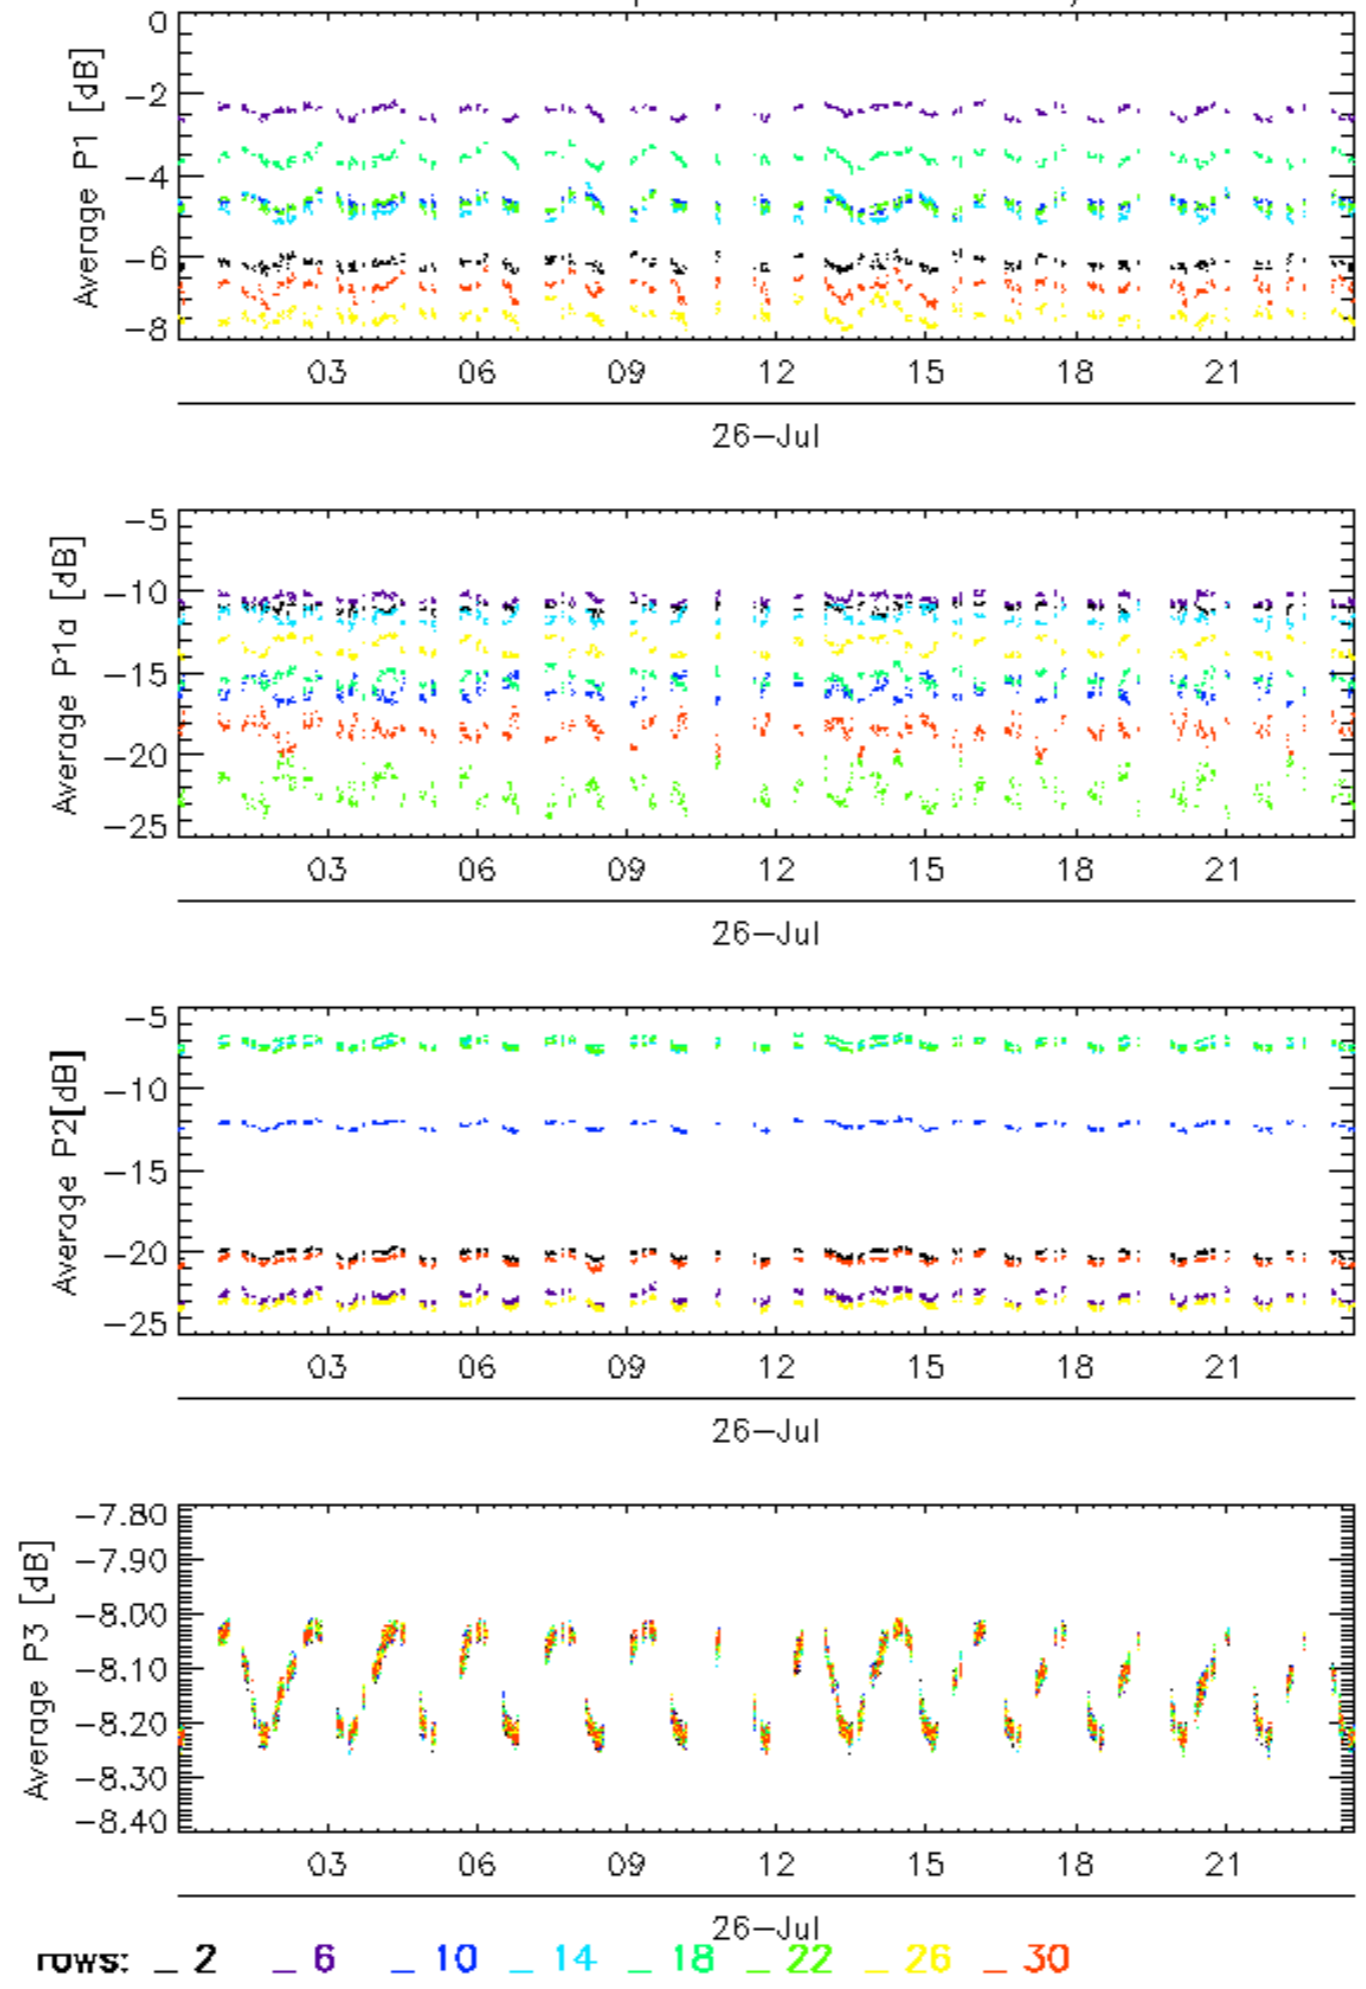 0
Average P1 [dB]
−2
−4
−6
−8
03 06 09 12 15 18 21
26−Jul
−5
Average P1a [dB]
−10
−15
−20
−25
03 06 09 12 15 18 21
26−Jul
−5
Average P2[dB]
−10
−15
−20
−25
03 06 09 12 15 18 21
26−Jul
−7.80
Average P3 [dB]
−7.90
−8.00
−8.10
−8.20
−8.30
−8.40
03 06 09 12 15 18 21
26−Jul
rows: _ 2 _ 6 _ 10 _ 14 _ 18 _ 22 _ 26 _ 30